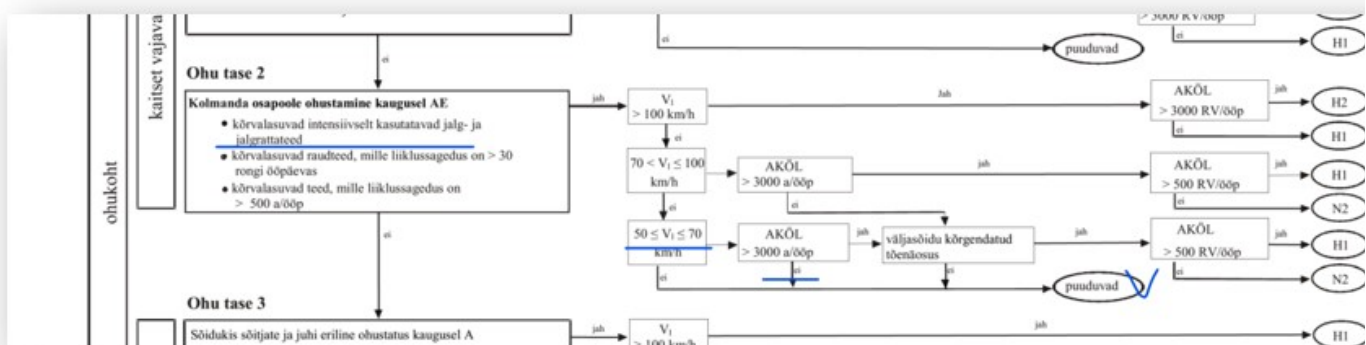 > 3000 RV/ööp
ei
H1
ei
puuduvad
ei
kaitset vajava
ohukoht
Ohu tase 2
Kolmanda osapoole ohustamine kaugusel AE
• kõrvalasuvad intensiivselt kasutatavad jalg- ja
jalgrattateed
• kõrvalasuvad raudteed, mille liiklussagedus on > 30
rongi ööpäevas
• kõrvalasuvad teed, mille liiklussagedus on
> 500 a/ööp
jah
V₁
> 100 km/h
Jah
AKÖL
> 3000 RV/ööp
jah
H2
ei
H1
ei
70 < V₁ ≤ 100
km/h
AKÖL
> 3000 a/ööp
jah
AKÖL
> 500 RV/ööp
jah
H1
ei
N2
ei
ei
50 ≤ V₁ ≤ 70
km/h
AKÖL
> 3000 a/ööp
jah
väljasõidu kõrgendatud
tõenäosus
jah
AKÖL
> 500 RV/ööp
jah
H1
ei
N2
ei
ei
ei
puuduvad
ei
Ohu tase 3
Sõidukis sõitjate ja juhi eriline ohustatus kaugusel A
jah
V₁
> 100 km/h
jah
H1